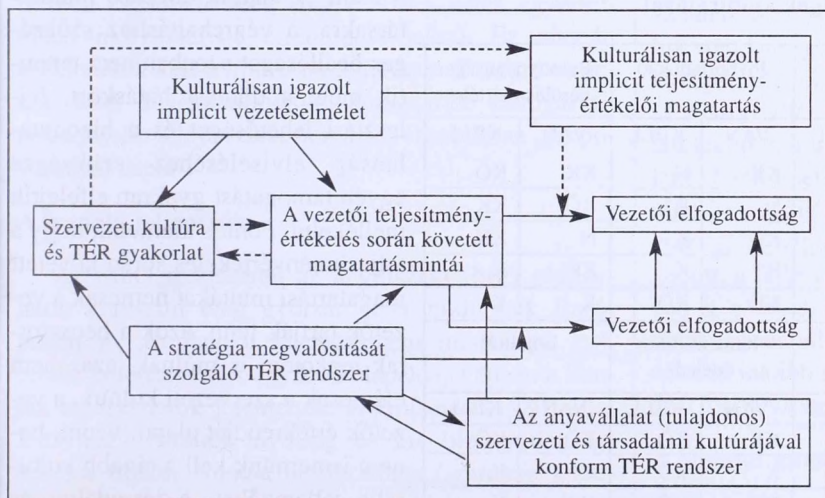 Kulturálisan igazolt
implicit vezetéselmélet
Kulturálisan igazolt
implicit teljesítmény-
értékelői magatartás
Szervezeti kultúra
és TÉR gyakorlat
A vezetői teljesítmény-
értékelés során követett
magatartásmintái
Vezetői elfogadottság
Vezetői elfogadottság
A stratégia megvalósítását
szolgáló TÉR rendszer
Az anyavállalat (tulajdonos)
szervezeti és társadalmi kultúrájával
konform TÉR rendszer